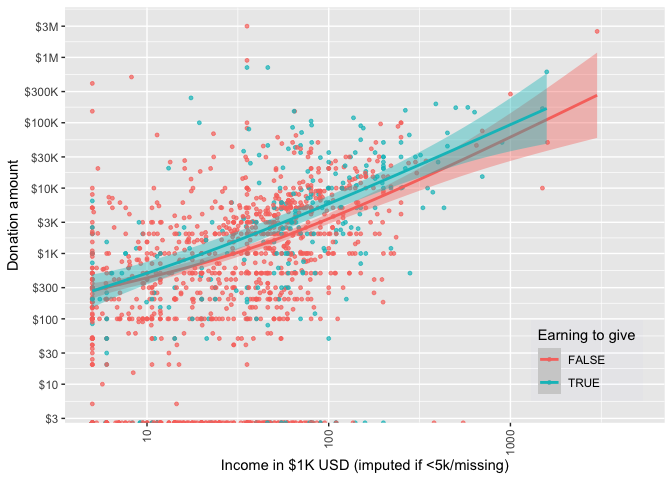 $3M
$1M
$300K
$100K
$30K
$10K
$3K
$1K
$300
$100
$30
$10
$3
Donation amount
Earning to give
FALSE
TRUE
10
100
1000
Income in $1K USD (imputed if <5k/missing)